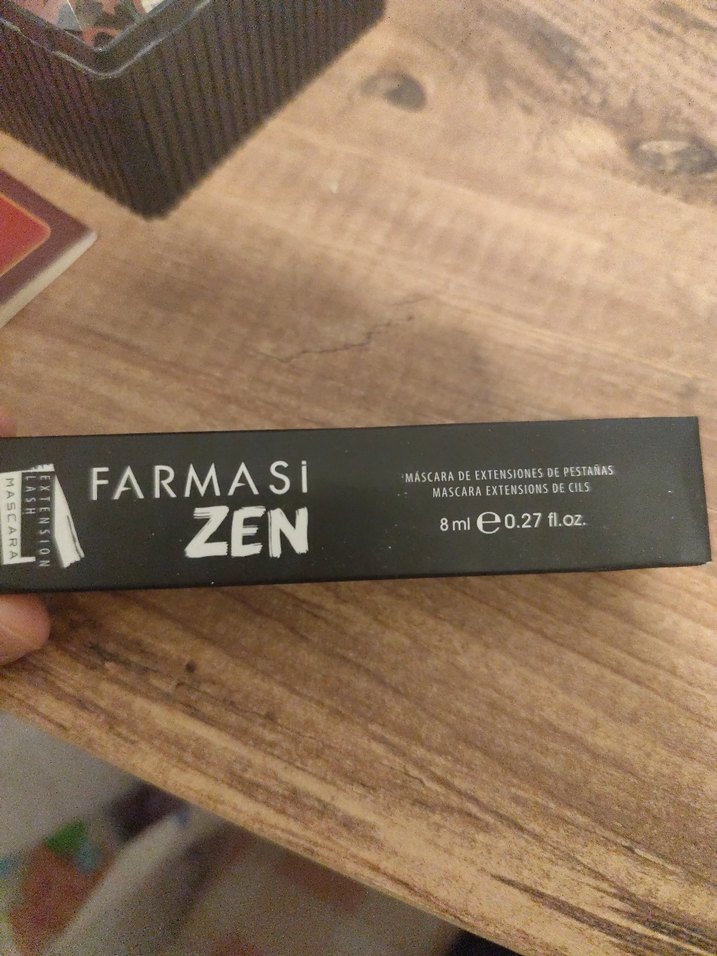 EXTENSION
LASH
MASCARA
FARMASi
ZEN
MÁSCARA DE EXTENSIONES DE PESTAÑAS
MASCARA EXTENSIONS DE CILS
8 ml ℮ 0.27 fl.oz.